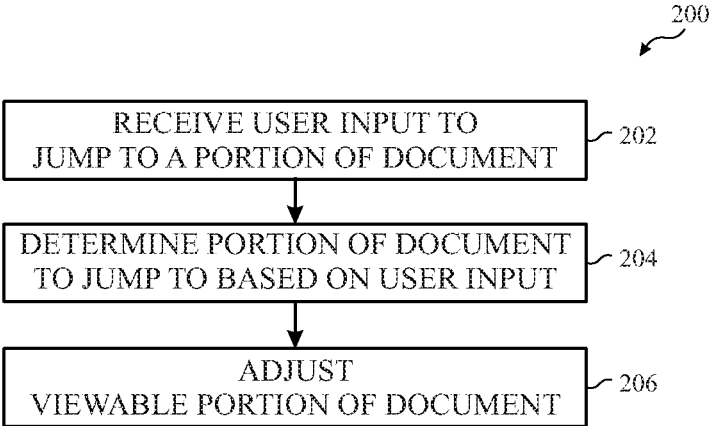 200
RECEIVE USER INPUT TO
JUMP TO A PORTION OF DOCUMENT
202
DETERMINE PORTION OF DOCUMENT
TO JUMP TO BASED ON USER INPUT
204
ADJUST
VIEWABLE PORTION OF DOCUMENT
206